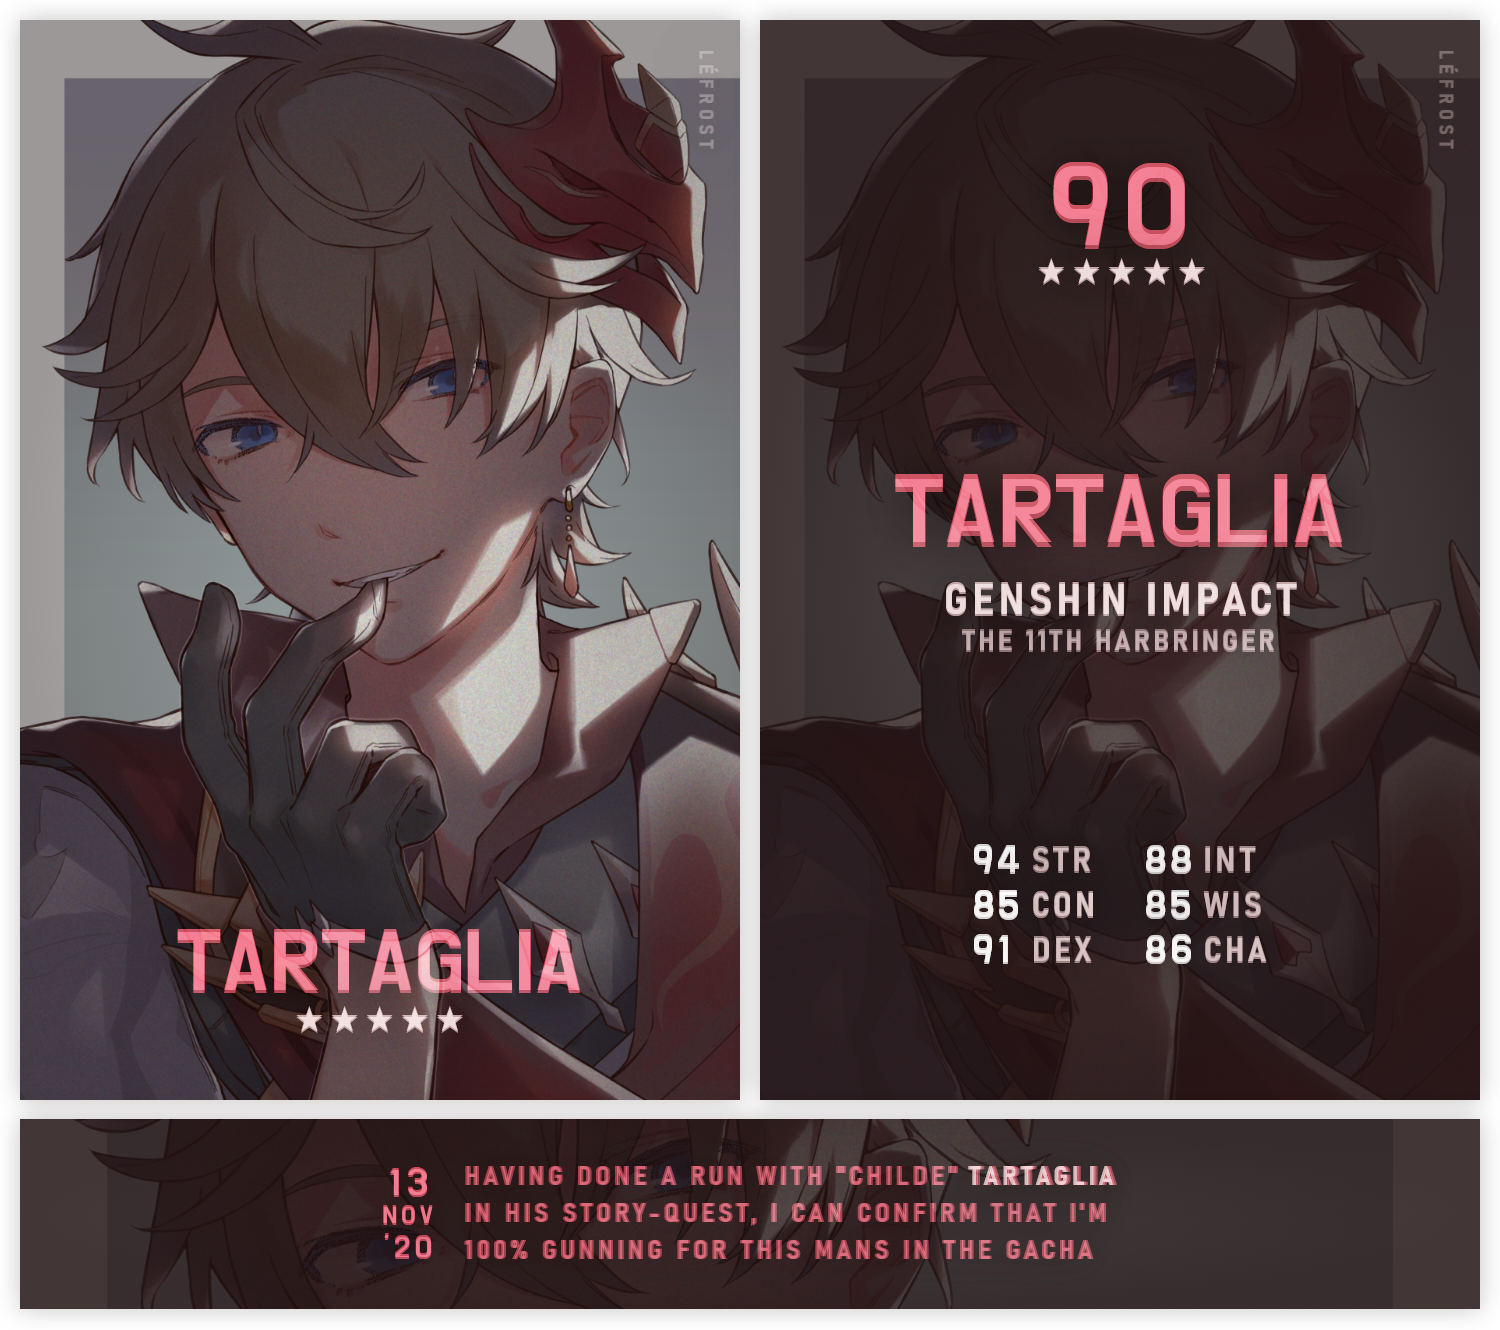 LÉFROST
TARTAGLIA
★★★★★
LÉFROST
90
★★★★★
TARTAGLIA
GENSHIN IMPACT
THE 11TH HARBRINGER
94 STR 88 INT
85 CON 85 WIS
91 DEX 86 CHA
13
NOV
'20
HAVING DONE A RUN WITH "CHILDE" TARTAGLIA
IN HIS STORY-QUEST, I CAN CONFIRM THAT I'M
100% GUNNING FOR THIS MANS IN THE GACHA